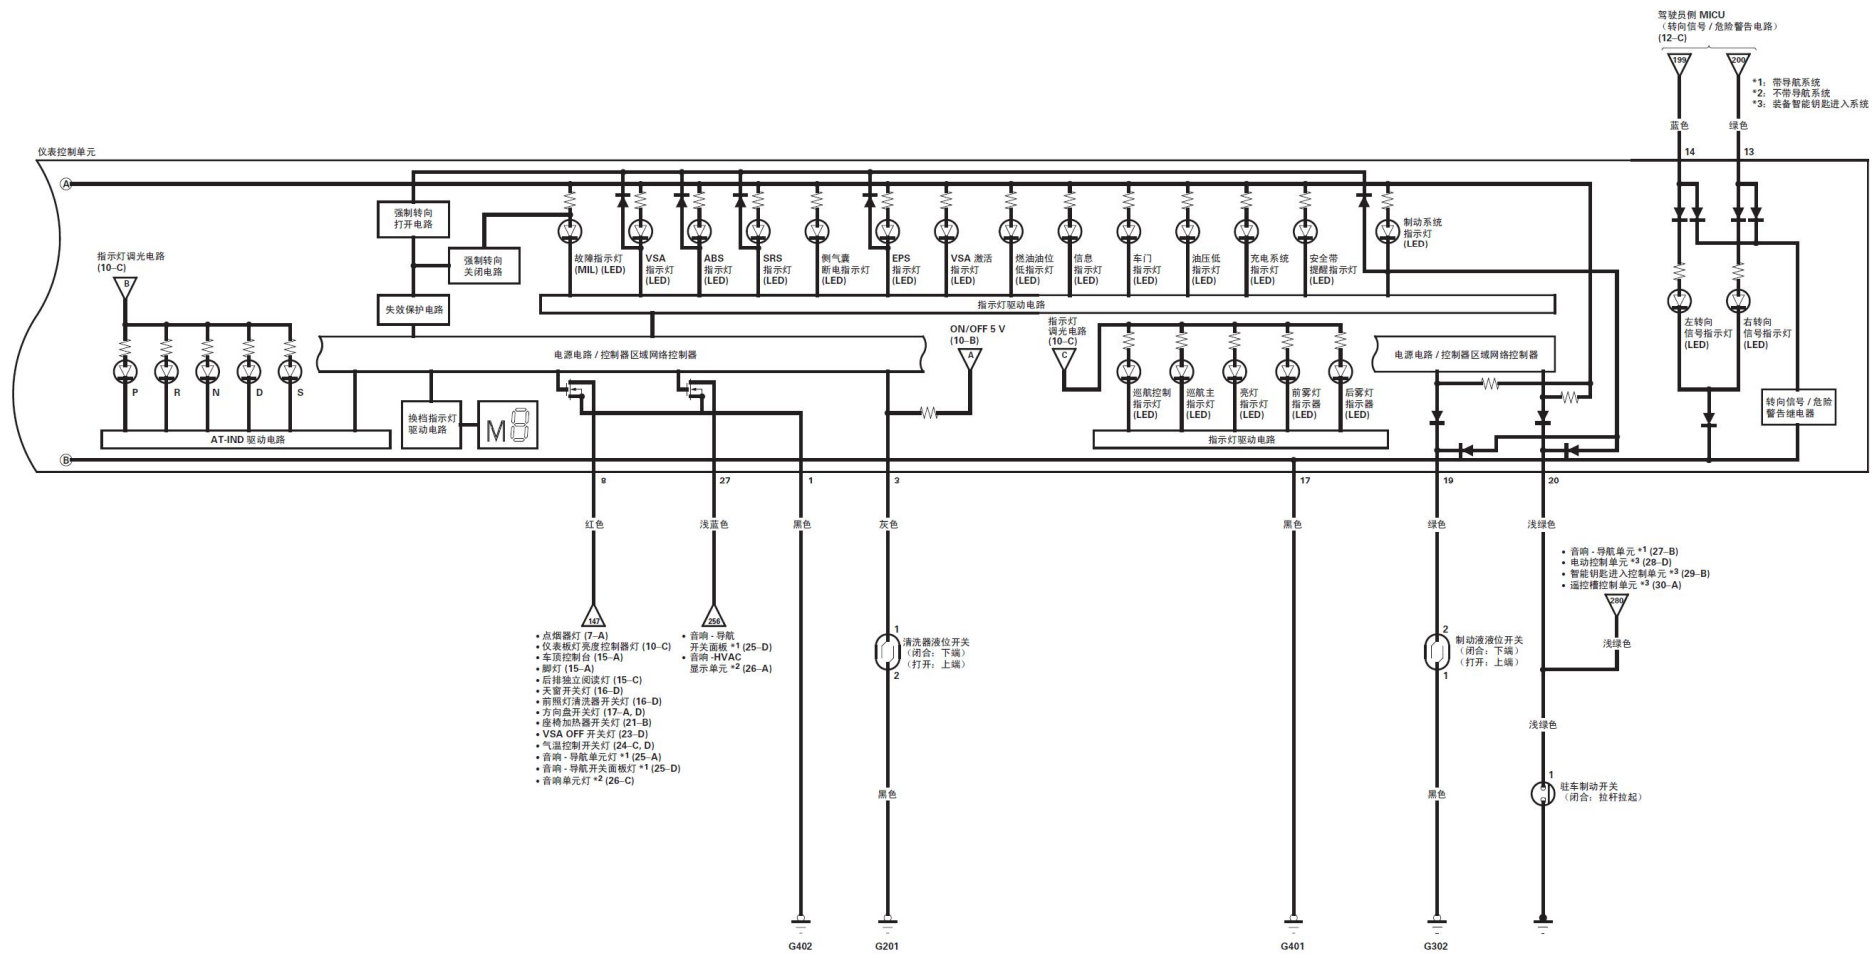 驾驶员侧 MICU
（转向信号 / 危险警告电路）
(12–C)
199
200
*1：带导航系统
*2：不带导航系统
*3：装备智能钥匙进入系统
蓝色
绿色
14
13
仪表控制单元
A
强制转向
打开电路
强制转向
关闭电路
失效保护电路
指示灯调光电路
(10–C)
B
故障指示灯
(MIL) (LED)
VSA
指示灯
(LED)
ABS
指示灯
(LED)
SRS
指示灯
(LED)
侧气囊
断电指示灯
EPS
指示灯
(LED)
VSA 激活
指示灯
(LED)
燃油油位
低指示灯
(LED)
信息
指示灯
(LED)
车门
指示灯
(LED)
油压低
指示灯
(LED)
充电系统
指示灯
(LED)
安全带
提醒指示灯
(LED)
制动系统
指示灯
(LED)
指示灯驱动电路
左转向
信号指示灯
(LED)
右转向
信号指示灯
(LED)
电源电路 / 控制器区域网络控制器
ON/OFF 5 V
(10–B)
A
指示灯
调光电路
(10–C)
C
电源电路 / 控制器区域网络控制器
P
R
N
D
S
AT-IND 驱动电路
换档指示灯
驱动电路
M8
巡航控制
指示灯
(LED)
巡航主
指示灯
(LED)
亮灯
指示灯
(LED)
前雾灯
指示器
(LED)
后雾灯
指示器
(LED)
指示灯驱动电路
转向信号 / 危险
警告继电器
B
8
27
1
3
17
19
20
红色
浅蓝色
黑色
灰色
黑色
绿色
浅绿色
• 音响 - 导航单元 *1 (27–B)
• 电动控制单元 *3 (28–D)
• 智能钥匙进入控制单元 *3 (29–B)
• 遥控槽控制单元 *3 (30–A)
280
浅绿色
147
• 点烟器灯 (7–A)
• 仪表板灯亮度控制器灯 (10–C)
• 车顶控制台 (15–A)
• 脚灯 (15–A)
• 后排独立阅读灯 (15–C)
• 天窗开关灯 (16–D)
• 前照灯清洗器开关灯 (16–D)
• 方向盘开关灯 (17–A, D)
• 座椅加热器开关灯 (21–B)
• VSA OFF 开关灯 (23–D)
• 气温控制开关灯 (24–C, D)
• 音响 - 导航单元灯 *1 (25–A)
• 音响 - 导航开关面板灯 *1 (25–D)
• 音响单元灯 *2 (26–C)
256
• 音响 - 导航
开关面板 *1 (25–D)
• 音响 -HVAC
显示单元 *2 (26–A)
1
清洗器液位开关
（闭合：下端）
（打开：上端）
2
2
制动液液位开关
（闭合：下端）
（打开：上端）
1
浅绿色
1
驻车制动开关
（闭合：拉杆拉起）
黑色
黑色
G402
G201
G401
G302